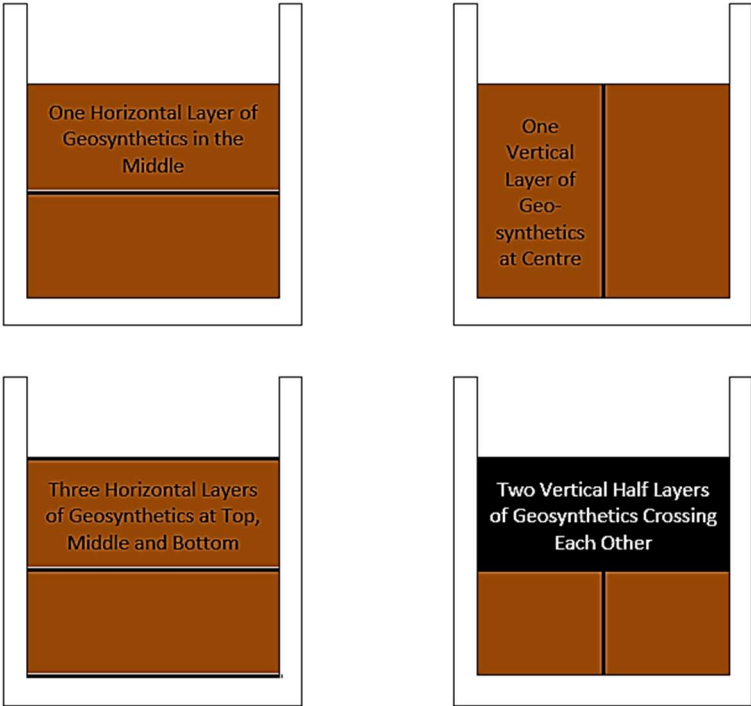 One Horizontal Layer of
Geosynthetics in the
Middle
One
Vertical
Layer of
Geo-
synthetics
at Centre
Three Horizontal Layers
of Geosynthetics at Top,
Middle and Bottom
Two Vertical Half Layers
of Geosynthetics Crossing
Each Other